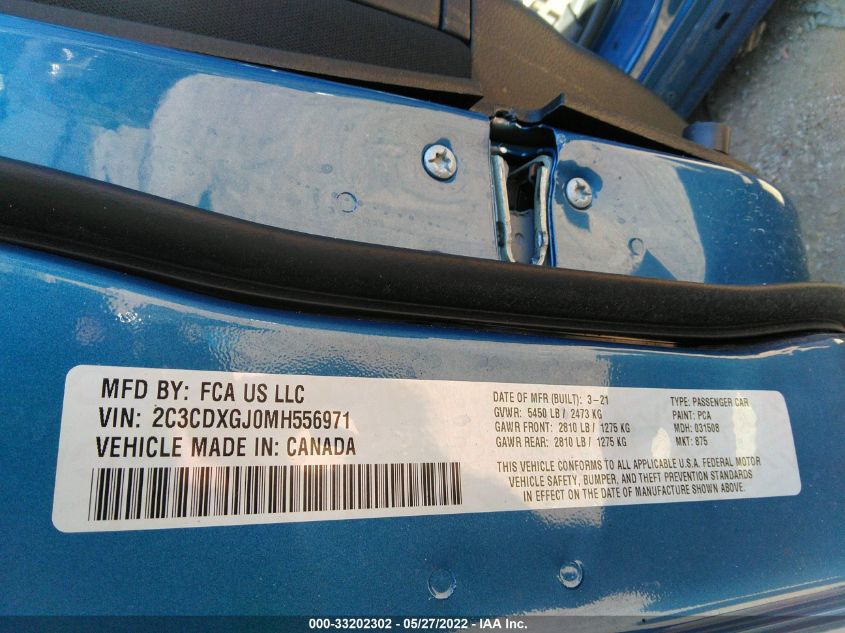 MFD BY: FCA US LLC
VIN: 2C3CDXGJ0MH556971
VEHICLE MADE IN: CANADA
DATE OF MFR (BUILT): 3-21
GVWR: 5450 LB / 2473 KG
GAWR FRONT: 2810 LB / 1275 KG
GAWR REAR: 2810 LB / 1275 KG
TYPE: PASSENGER CAR
PAINT: PCA
MDH: 031508
MKT: 875
THIS VEHICLE CONFORMS TO ALL APPLICABLE U.S.A. FEDERAL MOTOR
VEHICLE SAFETY, BUMPER, AND THEFT PREVENTION STANDARDS
IN EFFECT ON THE DATE OF MANUFACTURE SHOWN ABOVE.
000-33202302 - 05/27/2022 - IAA Inc.